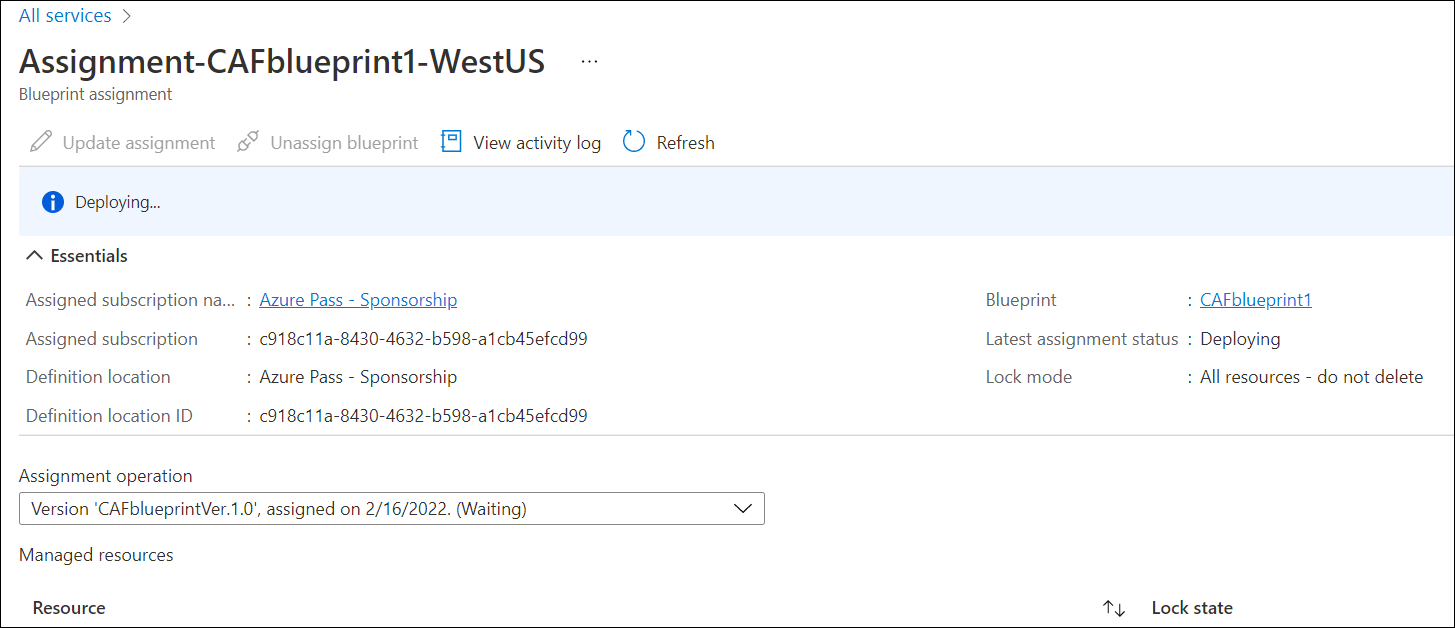 All services
Assignment-CAFblueprint1-WestUS ...
Blueprint assignment
Update assignment Unassign blueprint View activity log Refresh
Deploying...
Essentials
Assigned subscription na... : Azure Pass - Sponsorship Blueprint : CAFblueprint1
Assigned subscription : c918c11a-8430-4632-b598-a1cb45efcd99 Latest assignment status : Deploying
Definition location : Azure Pass - Sponsorship Lock mode : All resources - do not delete
Definition location ID : c918c11a-8430-4632-b598-a1cb45efcd99
Assignment operation
Version 'CAFblueprintVer.1.0', assigned on 2/16/2022. (Waiting)
Managed resources
Resource Lock state